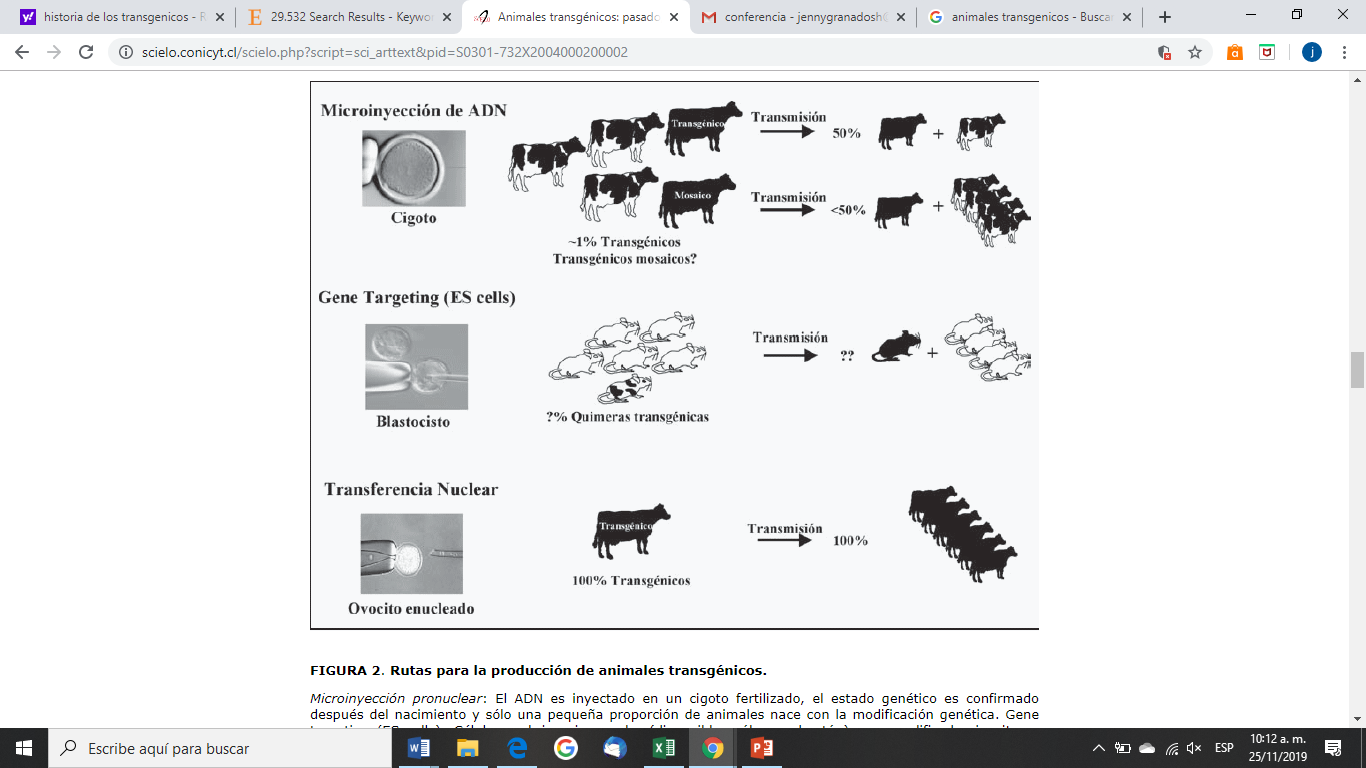 historia de los transgenicos - R
29.532 Search Results - Keywor
Animales transgénicos: pasado
conferencia - jennygranadosh@
animales transgenicos - Buscar
scielo.conicyt.cl/scielo.php?script=sci_arttext&pid=S0301-732X2004000200002
Microinyección de ADN
Cigoto
Transgénico
Transmisión
50%
+
Mosaico
Transmisión
<50%
+
~1% Transgénicos
Transgénicos mosaicos?
Gene Targeting (ES cells)
Blastocisto
Transmisión
??
+
?% Quimeras transgénicas
Transferencia Nuclear
Ovocito enucleado
Transgénico
100% Transgénicos
Transmisión
100%
FIGURA 2. Rutas para la producción de animales transgénicos.
Microinyección pronuclear: El ADN es inyectado en un cigoto fertilizado, el estado genético es confirmado
después del nacimiento y sólo una pequeña proporción de animales nace con la modificación genética. Gene
Escribe aquí para buscar
ESP
10:12 a. m.
25/11/2019